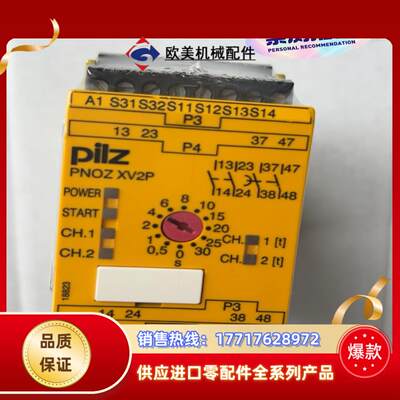 欧美机械配件
PERSONAL RECOMMENDATION
A1 S31 S32 S11 S12 S13 S14
P3
13 23 37 47
P4
pilz
PNOZ XV2P
13 23 37 47
14 24 38 48
POWER
START
CH.1
CH.2
CH. 1 [t]
CH. 2 [t]
8 10
6 15
4 20
2 25
1 30
0,5 0
s
18823
P3
14 24
38 48
品质
保证
销售热线：17717628972
供应进口零配件全系列产品
爆款